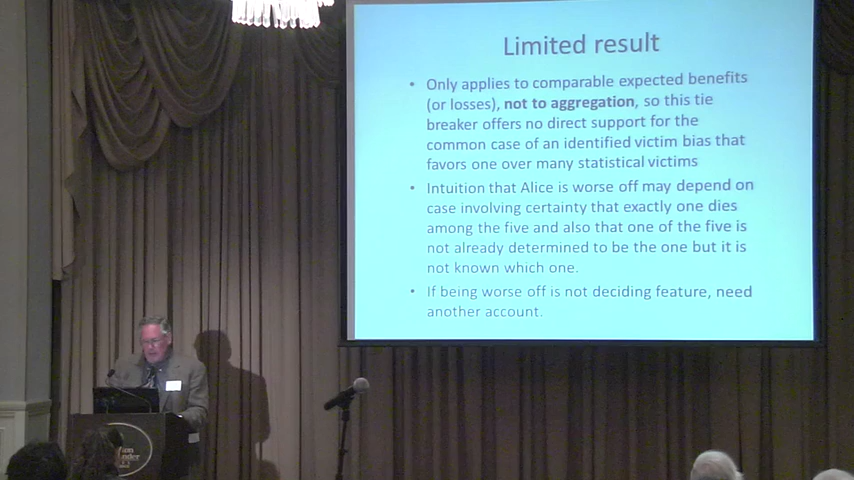 Limited result
• Only applies to comparable expected benefits
(or losses), not to aggregation, so this tie
breaker offers no direct support for the
common case of an identified victim bias that
favors one over many statistical victims
• Intuition that Alice is worse off may depend on
case involving certainty that exactly one dies
among the five and also that one of the five is
not already determined to be the one but it is
not known which one.
• If being worse off is not deciding feature, need
another account.